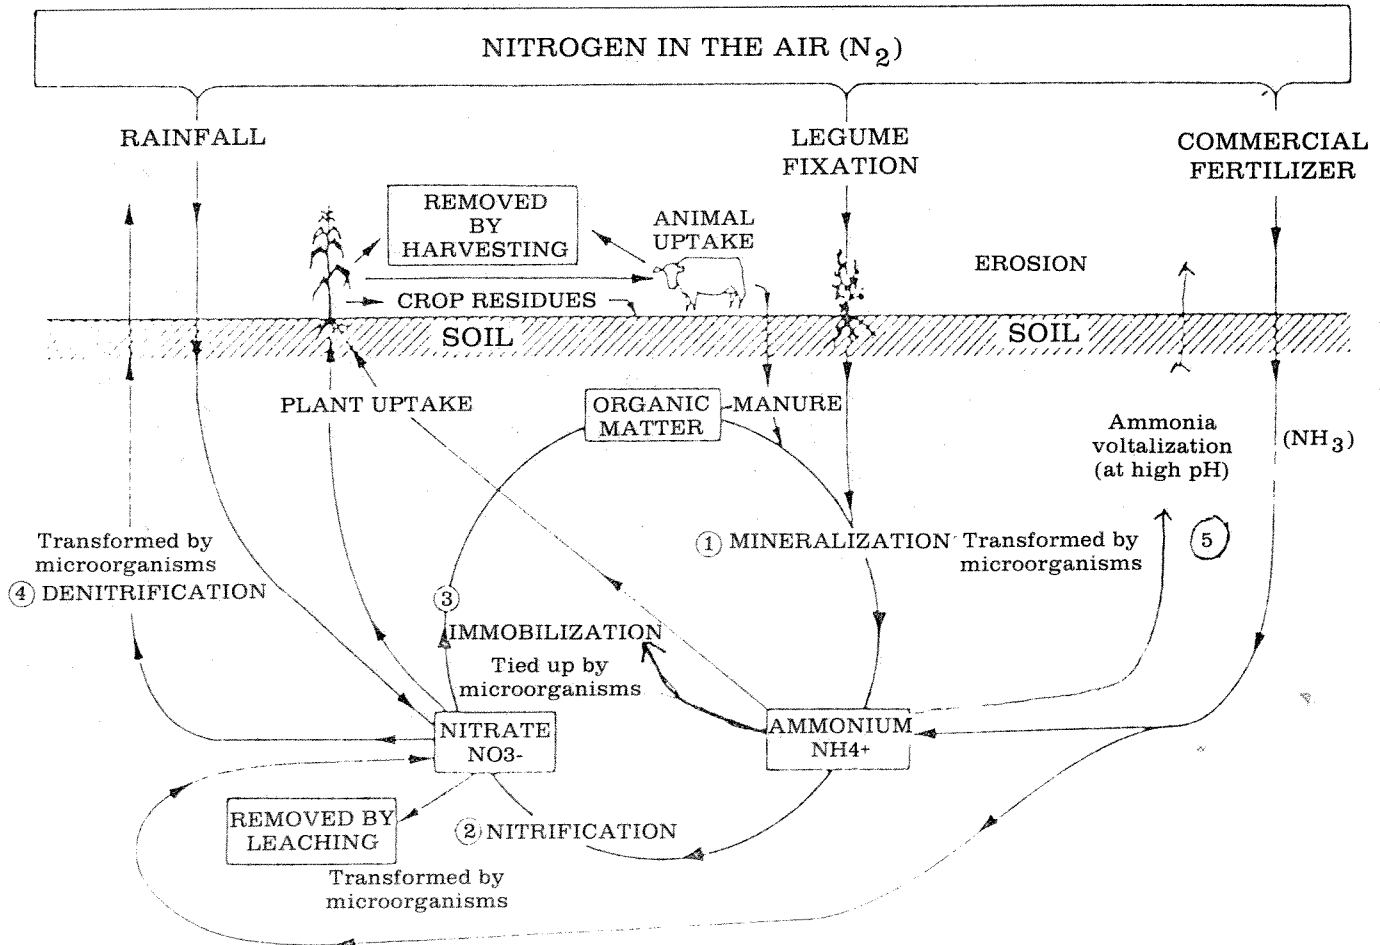 NITROGEN IN THE AIR (N2)
RAINFALL
LEGUME
FIXATION
COMMERCIAL
FERTILIZER
REMOVED
BY
HARVESTING
ANIMAL
UPTAKE
EROSION
CROP RESIDUES
SOIL
SOIL
PLANT UPTAKE
ORGANIC
MATTER
MANURE
Ammonia
voltalization
(at high pH)
(NH3)
Transformed by
microorganisms
4 DENITRIFICATION
1 MINERALIZATION
Transformed by
microorganisms
5
3
IMMOBILIZATION
Tied up by
microorganisms
NITRATE
NO3-
AMMONIUM
NH4+
REMOVED BY
LEACHING
2 NITRIFICATION
Transformed by
microorganisms